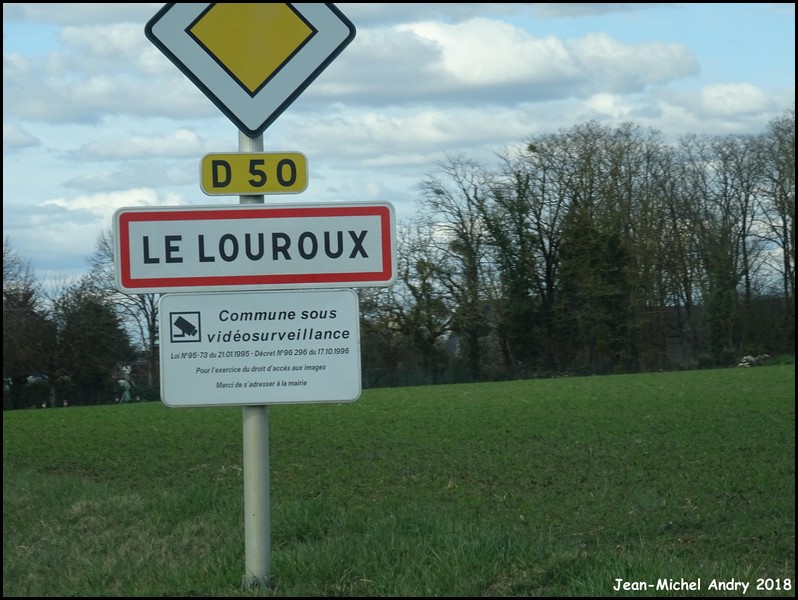 D 50
LE LOUROUX
Commune sous
vidéosurveillance
Loi N°95-73 du 21.01.1995 - Décret N°96 296 du 17.10.1996
Pour l'exercice du droit d'accès aux images
Merci de s'adresser à la mairie
Jean-Michel Andry 2018